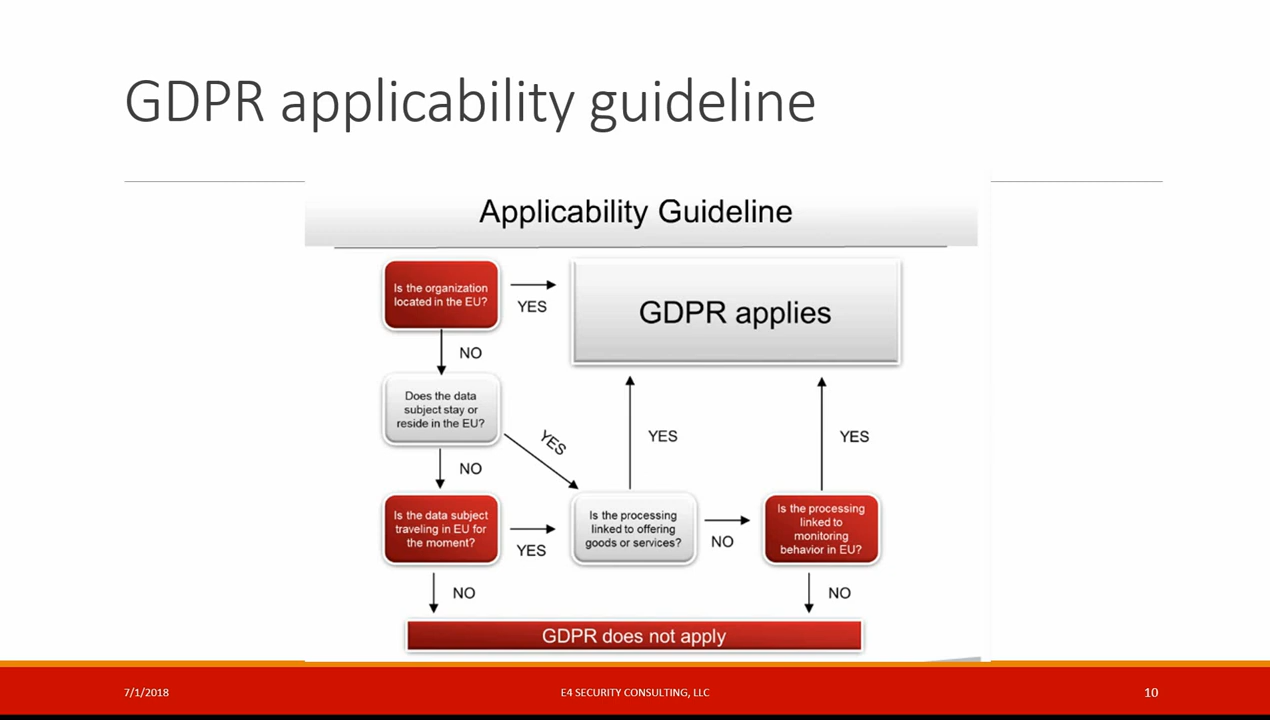 GDPR applicability guideline
Applicability Guideline
Is the organization
located in the EU?
YES
GDPR applies
NO
Does the data
subject stay or
reside in the EU?
YES
YES
YES
NO
Is the data subject
traveling in EU for
the moment?
YES
Is the processing
linked to offering
goods or services?
NO
Is the processing
linked to
monitoring
behavior in EU?
NO
NO
GDPR does not apply
7/1/2018
E4 SECURITY CONSULTING, LLC
10